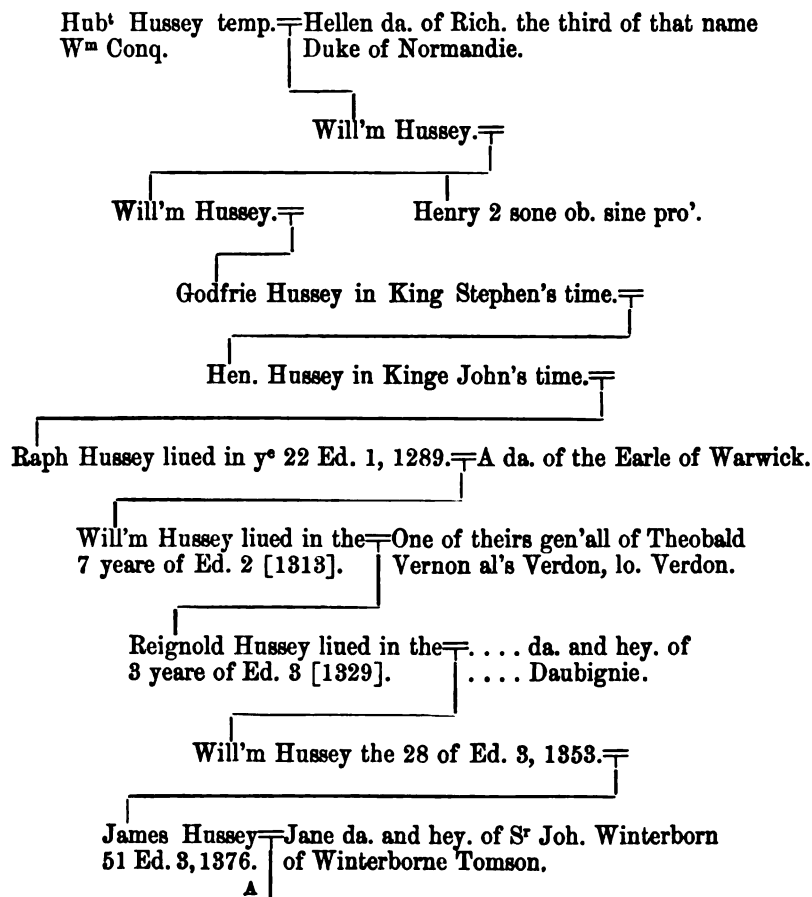 Hubᵗ Hussey temp. Hellen da. of Rich. the third of that name
Wᵐ Conq. Duke of Normandie.
Will'm Hussey.
Will'm Hussey. Henry 2 sone ob. sine pro'.
Godfrie Hussey in King Stephen's time.
Hen. Hussey in Kinge John's time.
Raph Hussey liued in yᵉ 22 Ed. 1, 1289. A da. of the Earle of Warwick.
Will'm Hussey liued in the One of theirs gen'all of Theobald
7 yeare of Ed. 2 [1313]. Vernon al's Verdon, lo. Verdon.
Reignold Hussey liued in the .... da. and hey. of
3 yeare of Ed. 3 [1329]. .... Daubignie.
Will'm Hussey the 28 of Ed. 3, 1353.
James Hussey Jane da. and hey. of Sʳ Joh. Winterborn
51 Ed. 3, 1376. of Winterborne Tomson.
A